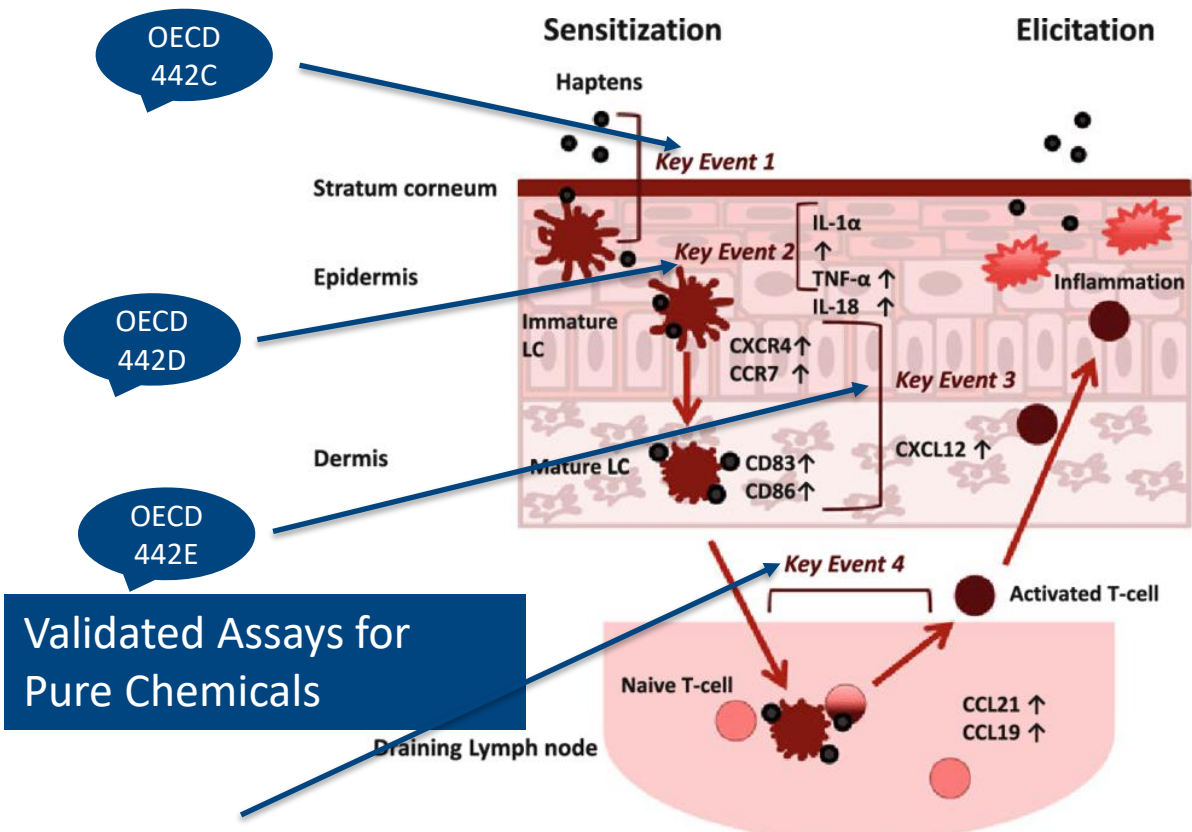 OECD
442C
Sensitization
Elicitation
Haptens
Key Event 1
Stratum corneum
IL-1α
↑
Key Event 2
TNF-α ↑
IL-18 ↑
Epidermis
Inflammation
OECD
442D
Immature
LC
CXCR4↑
CCR7 ↑
Key Event 3
Dermis
Mature LC
CD83↑
CD86↑
CXCL12 ↑
OECD
442E
Key Event 4
Activated T-cell
Validated Assays for
Pure Chemicals
Naive T-cell
CCL21 ↑
CCL19 ↑
Draining Lymph node